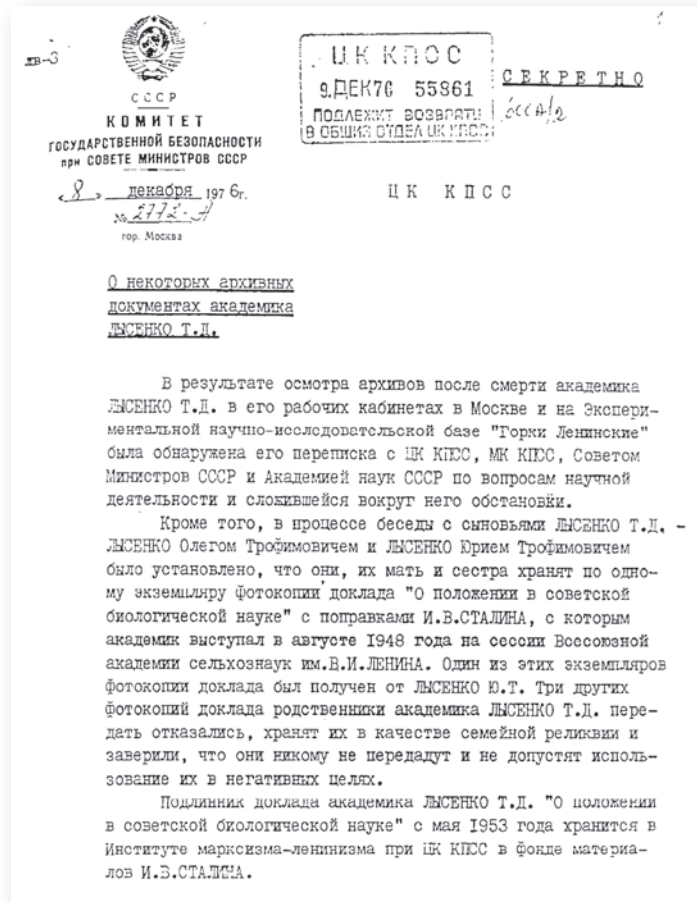 СССР
КОМИТЕТ
ГОСУДАРСТВЕННОЙ БЕЗОПАСНОСТИ
при СОВЕТЕ МИНИСТРОВ СССР
«8» декабря 1976г.
№ 2772-А
гор. Москва
ЦК КПСС
9.ДЕК76 55861
ПОДЛЕЖИТ ВОЗВРАТУ
В ОБЩИЙ ОТДЕЛ ЦК КПСС
СЕКРЕТНО
ЦК КПСС
О некоторых архивных
документах академика
ЛЫСЕНКО Т.Д.
В результате осмотра архивов после смерти академика
ЛЫСЕНКО Т.Д. в его рабочих кабинетах в Москве и на Экспери-
ментальной научно-исследовательской базе "Горки Ленинские"
была обнаружена его переписка с ЦК КПСС, МК КПСС, Советом
Министров СССР и Академией наук СССР по вопросам научной
деятельности и сложившейся вокруг него обстановки.
Кроме того, в процессе беседы с сыновьями ЛЫСЕНКО Т.Д. -
ЛЫСЕНКО Олегом Трофимовичем и ЛЫСЕНКО Юрием Трофимовичем
было установлено, что они, их мать и сестра хранят по одно-
му экземпляру фотокопии доклада "О положении в советской
биологической науке" с поправками И.В.СТАЛИНА, с которым
академик выступал в августе 1948 года на сессии Всесоюзной
академии сельхознаук им.В.И.ЛЕНИНА. Один из этих экземпляров
фотокопии доклада был получен от ЛЫСЕНКО Ю.Т. Три других
фотокопий доклада родственники академика ЛЫСЕНКО Т.Д. пере-
дать отказались, хранят их в качестве семейной реликвии и
заверили, что они никому не передадут и не допустят исполь-
зование их в негативных целях.
Подлинник доклада академика ЛЫСЕНКО Т.Д. "О положении
в советской биологической науке" с мая 1953 года хранится в
Институте марксизма-ленинизма при ЦК КПСС в фонде материа-
лов И.В.СТАЛИНА.